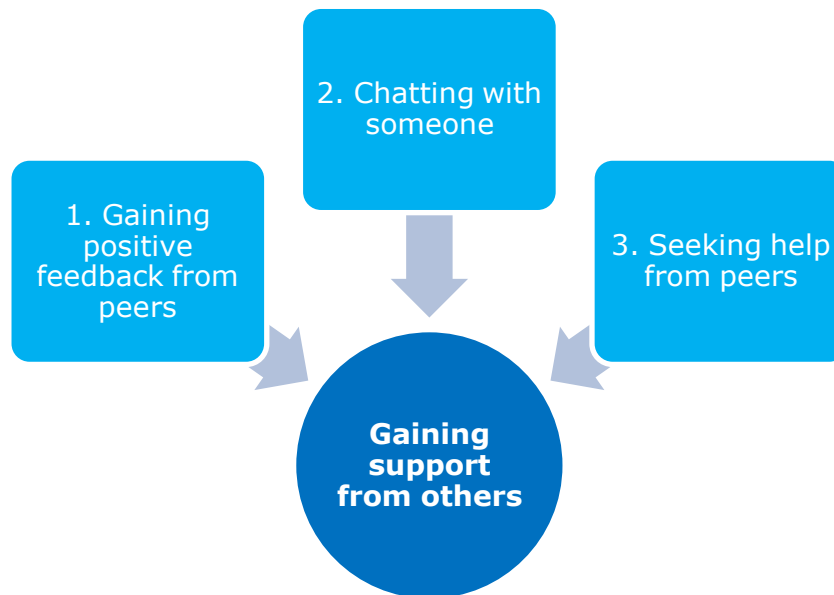 1. Gaining
positive
feedback from
peers
2. Chatting with
someone
3. Seeking help
from peers
Gaining
support
from others